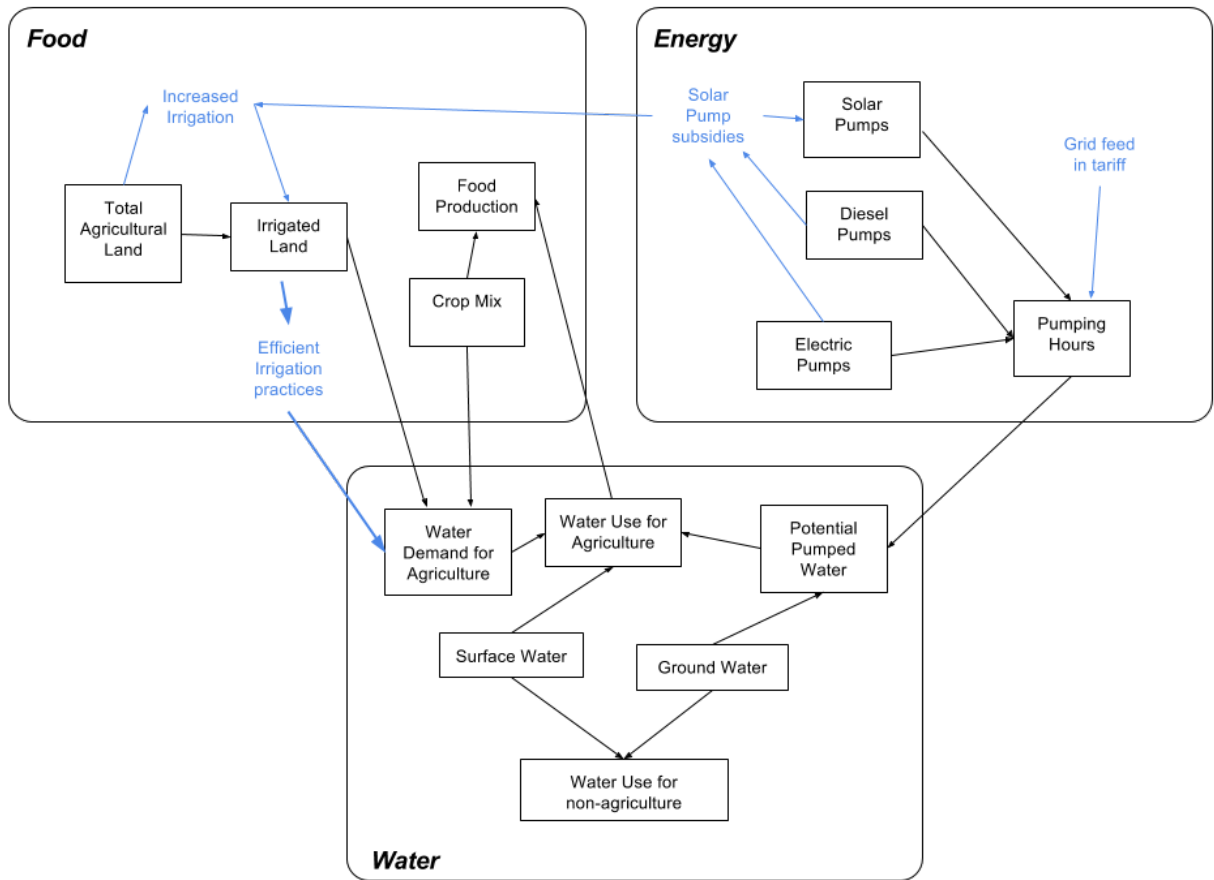 Food
Increased
Irrigation
Total
Agricultural
Land
Irrigated
Land
Food
Production
Crop Mix
Efficient
Irrigation
practices
Energy
Solar
Pump
subsidies
Solar
Pumps
Grid feed
in tariff
Diesel
Pumps
Electric
Pumps
Pumping
Hours
Water
Demand for
Agriculture
Water Use for
Agriculture
Potential
Pumped
Water
Surface Water
Ground Water
Water Use for
non-agriculture
Water